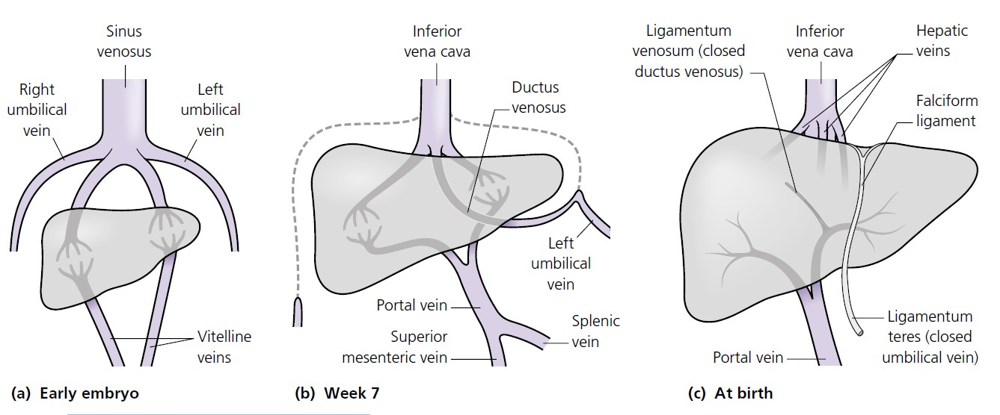 Sinus
venosus
Right
umbilical
vein
Left
umbilical
vein
Vitelline
veins
(a) Early embryo
Inferior
vena cava
Ductus
venosus
Left
umbilical
vein
Portal vein
Superior
mesenteric vein
Splenic
vein
(b) Week 7
Ligamentum
venosum (closed
ductus venosus)
Inferior
vena cava
Hepatic
veins
Falciform
ligament
Ligamentum
teres (closed
umbilical vein)
Portal vein
(c) At birth